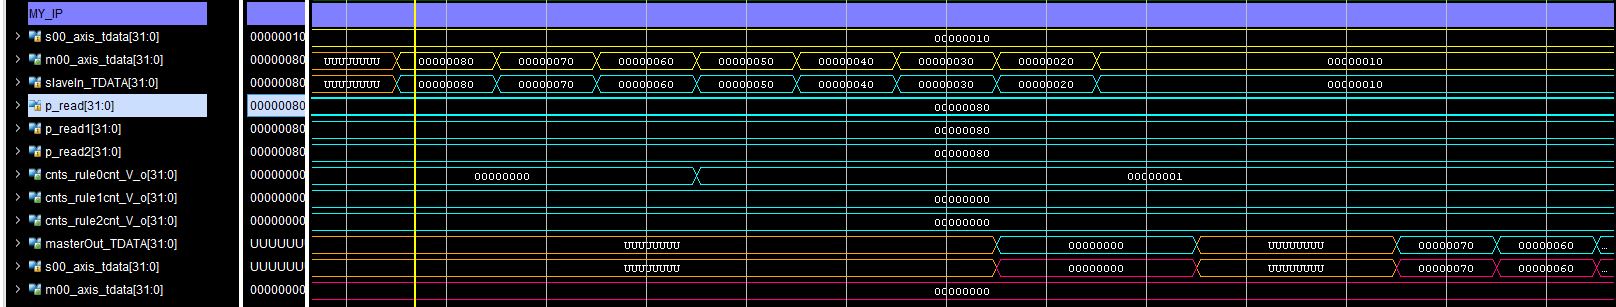 MY_IP
s00_axis_tdata[31:0] 00000010 00000010
m00_axis_tdata[31:0] 00000080 UUUUUUUU 00000080 00000070 00000060 00000050 00000040 00000030 00000020 00000010
slaveIn_TDATA[31:0] 00000080 UUUUUUUU 00000080 00000070 00000060 00000050 00000040 00000030 00000020 00000010
p_read[31:0] 00000080 00000080
p_read1[31:0] 00000080 00000080
p_read2[31:0] 00000080 00000080
cnts_rule0cnt_V_o[31:0] 00000000 00000000 00000001
cnts_rule1cnt_V_o[31:0] 00000000 00000000
cnts_rule2cnt_V_o[31:0] 00000000 00000000
masterOut_TDATA[31:0] UUUUUU UUUUUUUU 00000000 UUUUUUUU 00000070 00000060 ...
s00_axis_tdata[31:0] UUUUUU UUUUUUUU 00000000 UUUUUUUU 00000070 00000060 ...
m00_axis_tdata[31:0] 00000000 00000000